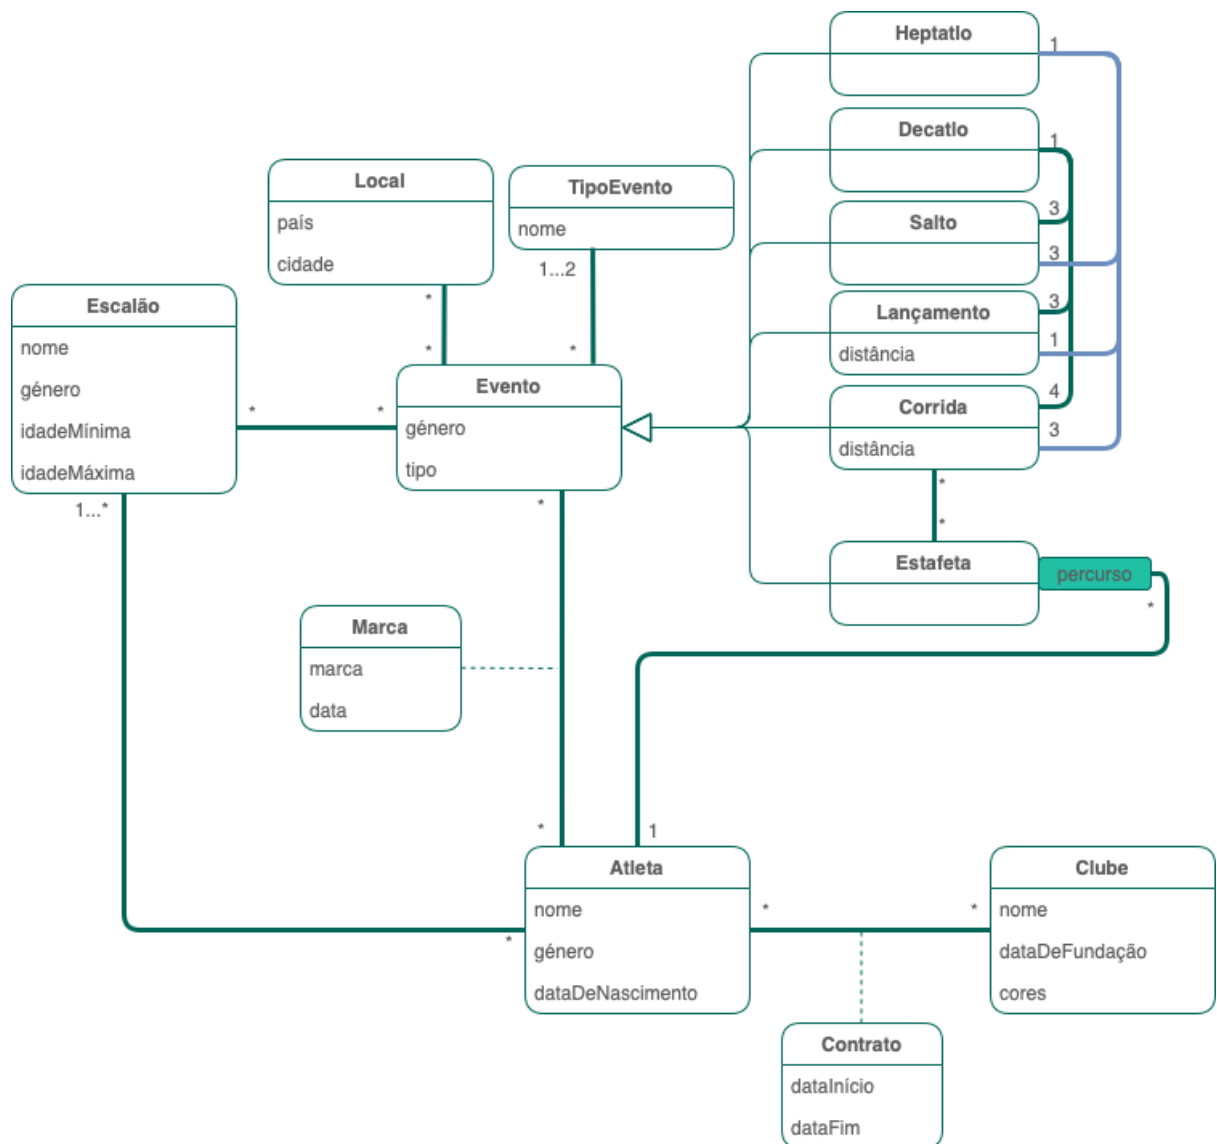 Heptatlo
1
Decatlo
1
Local
país
cidade
*
*
TipoEvento
nome
1...2
*
Salto
3
3
Lançamento
distância
3
1
Escalão
nome
género
idadeMínima
idadeMáxima
*
*
1...*
Evento
género
tipo
*
Corrida
distância
4
3
*
*
Estafeta
percurso
*
Marca
marca
data
*
1
Atleta
nome
género
dataDeNascimento
*
*
*
Clube
nome
dataDeFundação
cores
Contrato
dataInício
dataFim